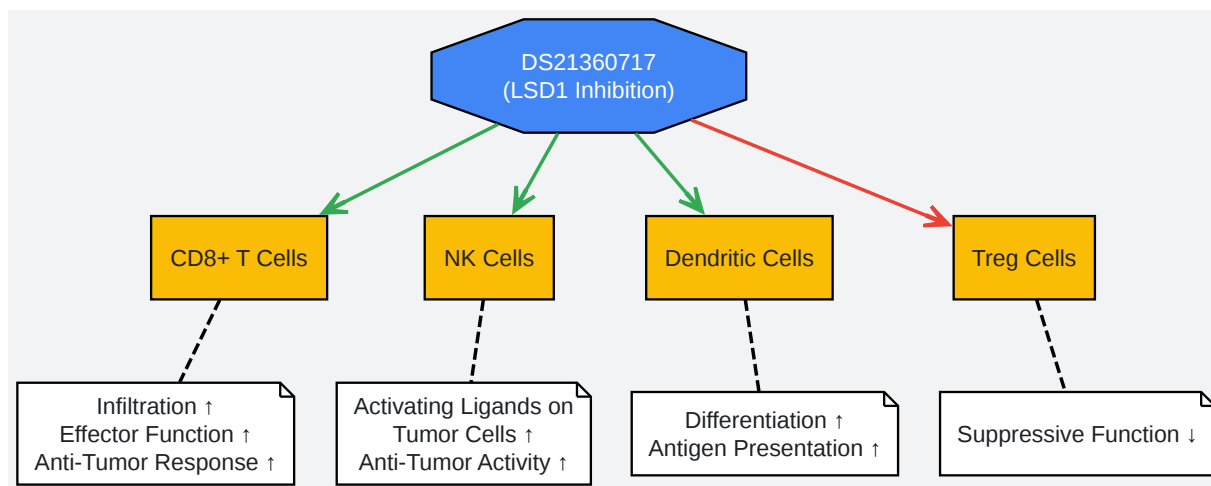 DS21360717
(LSD1 Inhibition)
CD8+ T Cells
NK Cells
Dendritic Cells
Treg Cells
Infiltration ↑
Effector Function ↑
Anti-Tumor Response ↑
Activating Ligands on
Tumor Cells ↑
Anti-Tumor Activity ↑
Differentiation ↑
Antigen Presentation ↑
Suppressive Function ↓